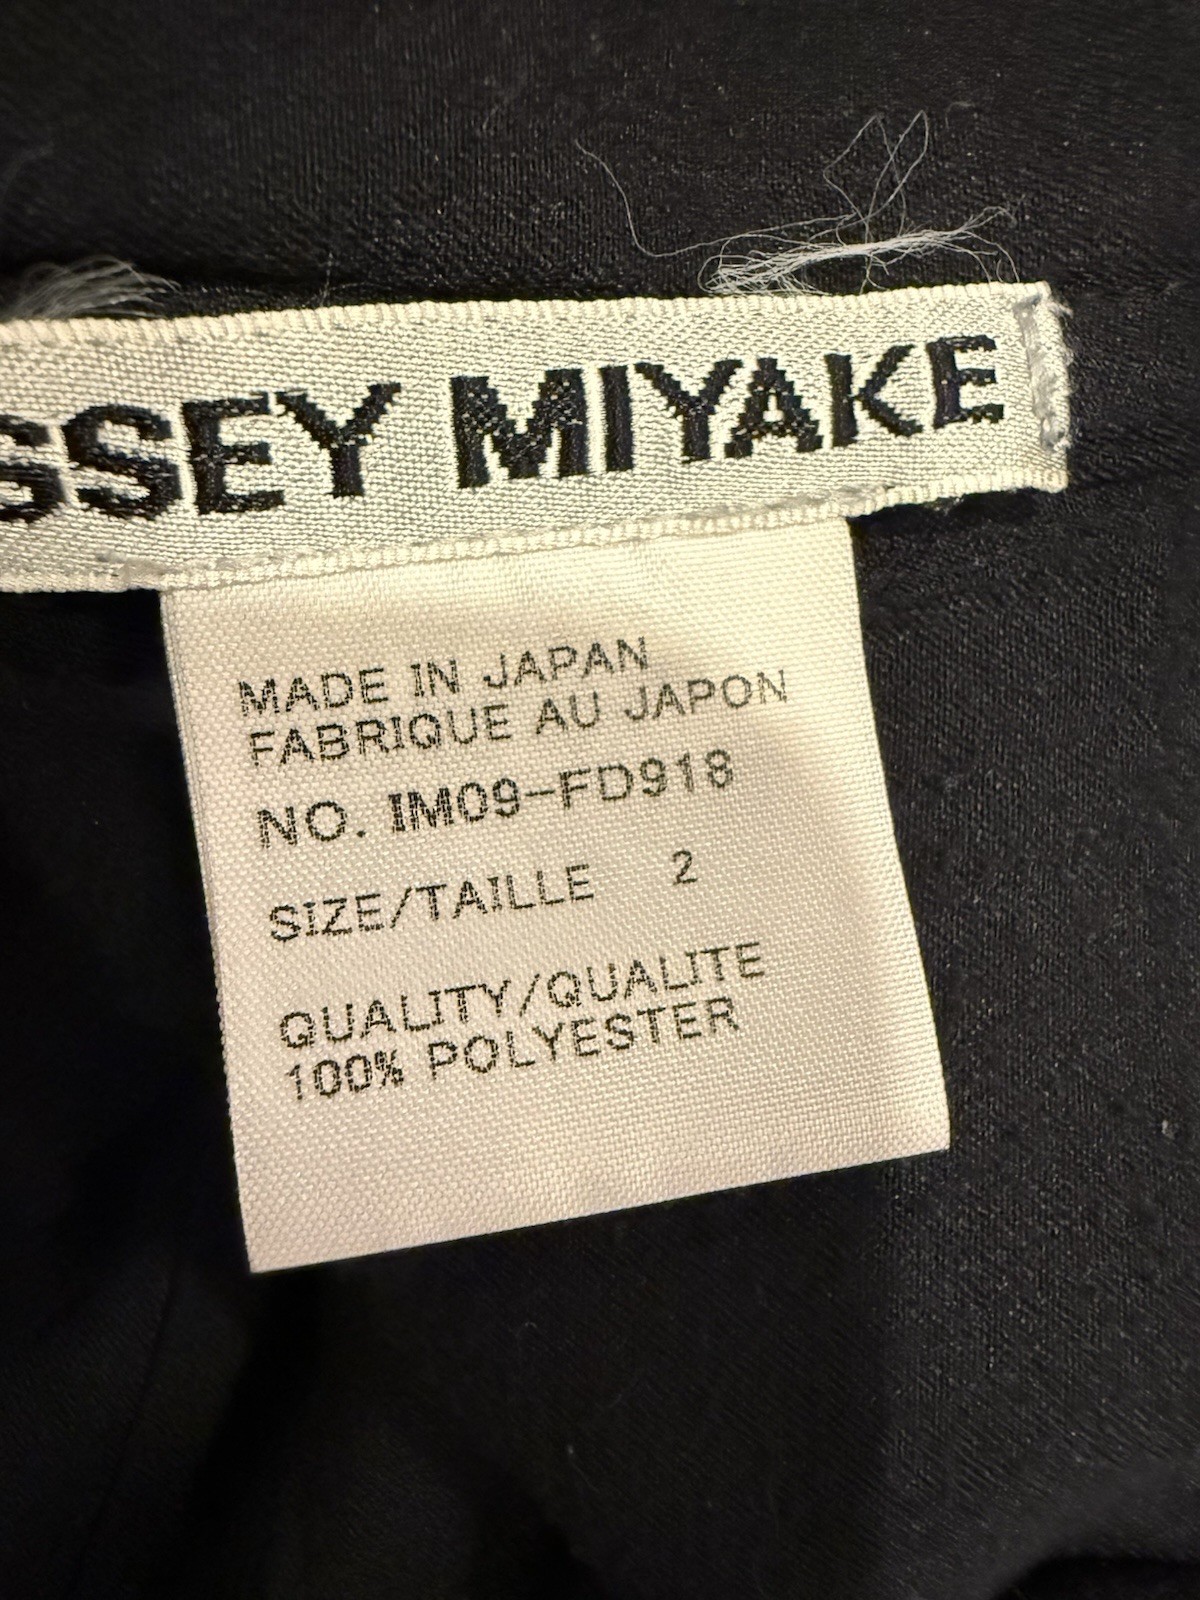 SSEY MIYAKE
MADE IN JAPAN
FABRIQUE AU JAPON
NO. IM09-FD918
SIZE/TAILLE 2
QUALITY/QUALITE
100% POLYESTER